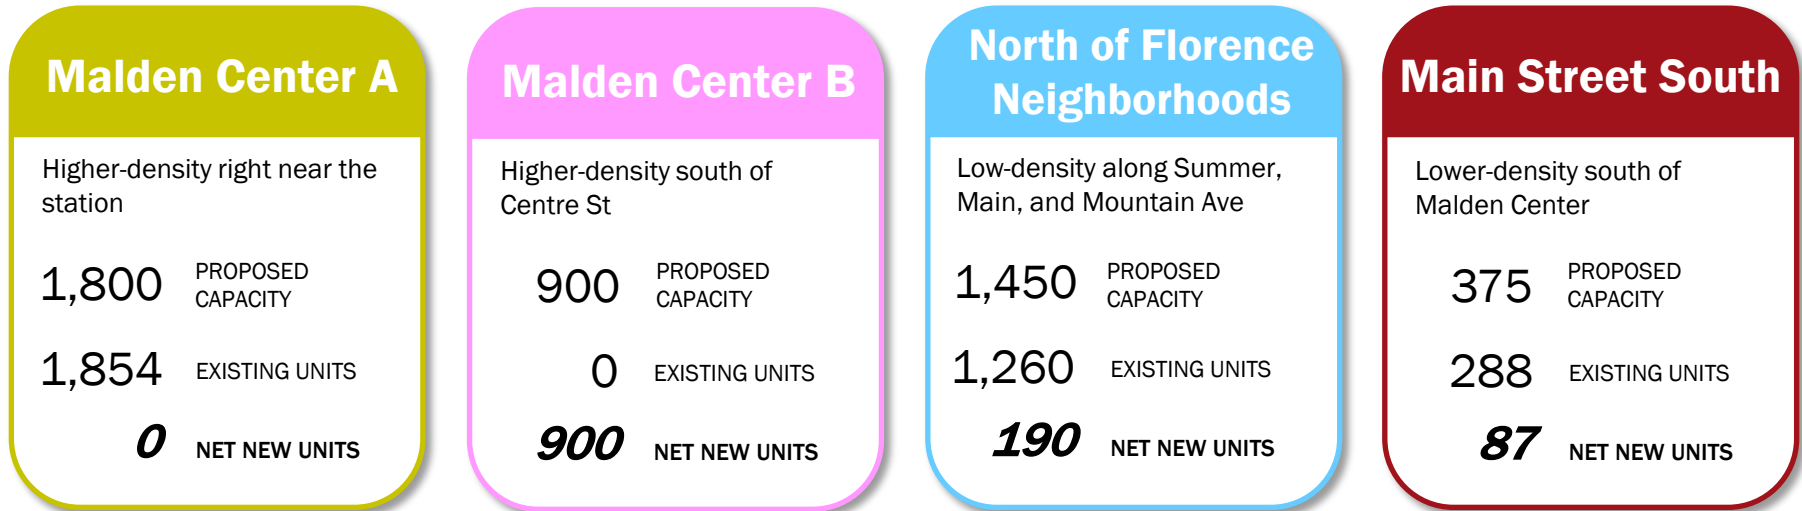 Malden Center A
Higher-density right near the
station
1,800 PROPOSED
CAPACITY
1,854 EXISTING UNITS
0 NET NEW UNITS
Malden Center B
Higher-density south of
Centre St
900 PROPOSED
CAPACITY
0 EXISTING UNITS
900 NET NEW UNITS
North of Florence
Neighborhoods
Low-density along Summer,
Main, and Mountain Ave
1,450 PROPOSED
CAPACITY
1,260 EXISTING UNITS
190 NET NEW UNITS
Main Street South
Lower-density south of
Malden Center
375 PROPOSED
CAPACITY
288 EXISTING UNITS
87 NET NEW UNITS